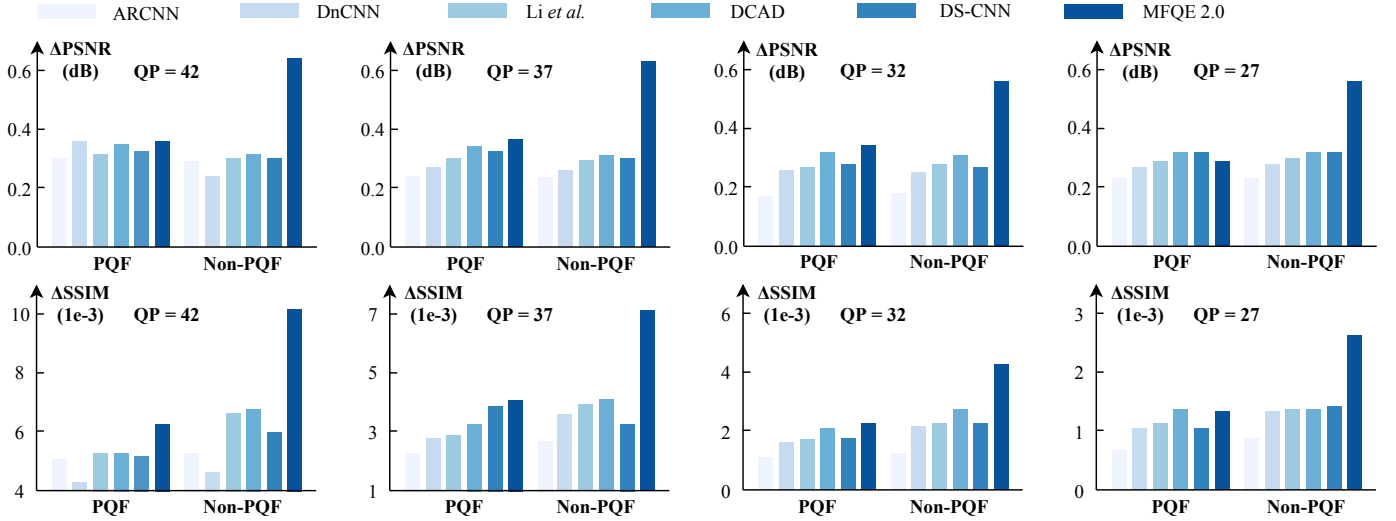 ARCNN DnCNN Li et al. DCAD DS-CNN MFQE 2.0
ΔPSNR (dB) QP = 42
0.6
0.4
0.2
0.0
PQF Non-PQF
ΔPSNR (dB) QP = 37
0.6
0.4
0.2
0.0
PQF Non-PQF
ΔPSNR (dB) QP = 32
0.6
0.4
0.2
0.0
PQF Non-PQF
ΔPSNR (dB) QP = 27
0.6
0.4
0.2
0.0
PQF Non-PQF
ΔSSIM (1e-3) QP = 42
10
8
6
4
PQF Non-PQF
ΔSSIM (1e-3) QP = 37
7
5
3
1
PQF Non-PQF
ΔSSIM (1e-3) QP = 32
6
4
2
0
PQF Non-PQF
ΔSSIM (1e-3) QP = 27
3
2
1
0
PQF Non-PQF